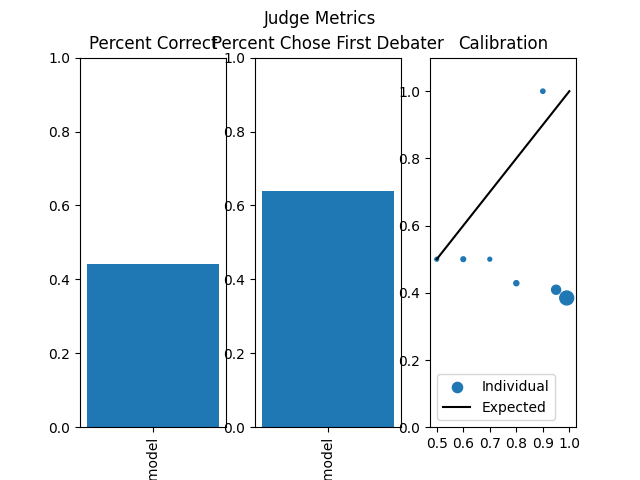 Judge Metrics
Percent Correct
Percent Chose First Debater
Calibration
1.0
0.8
0.6
0.4
0.2
0.0
model
1.0
0.8
0.6
0.4
0.2
0.0
model
1.0
0.8
0.6
0.4
0.2
0.0
Individual
Expected
0.5 0.6 0.7 0.8 0.9 1.0